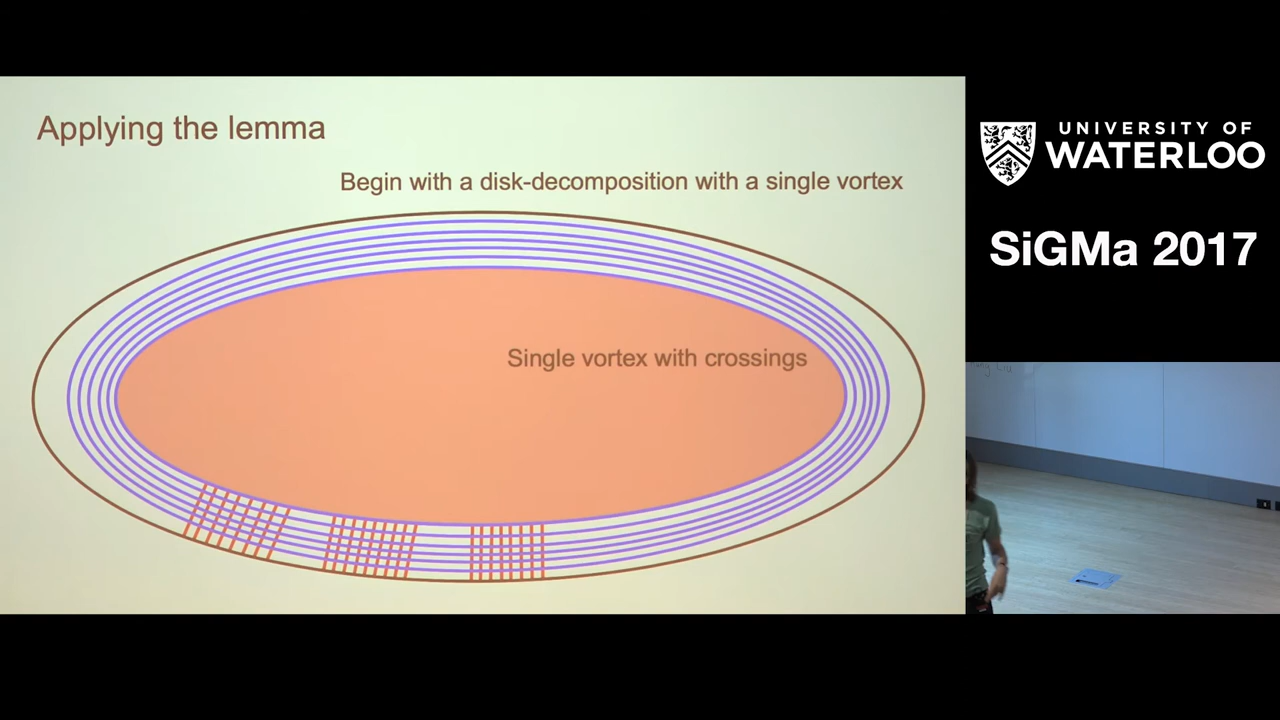 Applying the lemma
Begin with a disk-decomposition with a single vortex
Single vortex with crossings
UNIVERSITY OF
WATERLOO
SiGMa 2017